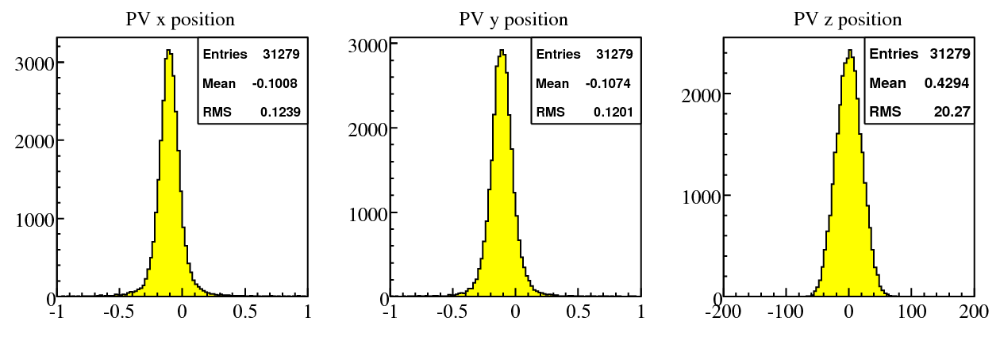 PV x position
Entries 31279
Mean -0.1008
RMS 0.1239
3000
2000
1000
0
-1 -0.5 0 0.5 1
PV y position
Entries 31279
Mean -0.1074
RMS 0.1201
3000
2000
1000
0
-1 -0.5 0 0.5 1
PV z position
Entries 31279
Mean 0.4294
RMS 20.27
2000
1000
0
-200 -100 0 100 200